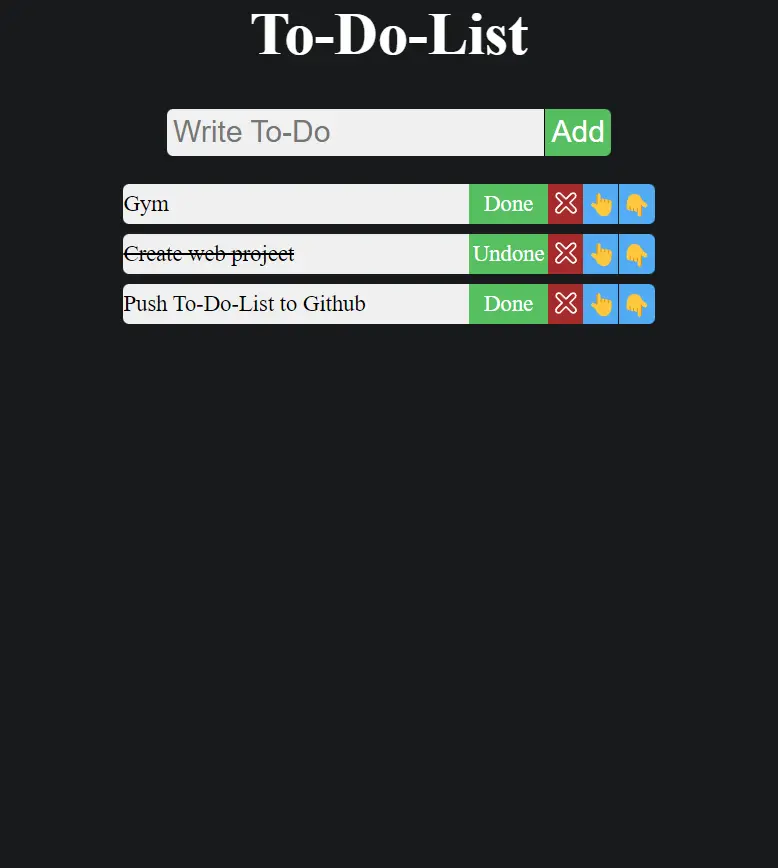 To-Do-List
Write To-Do Add
Gym Done
Create web project Undone
Push To-Do-List to Github Done